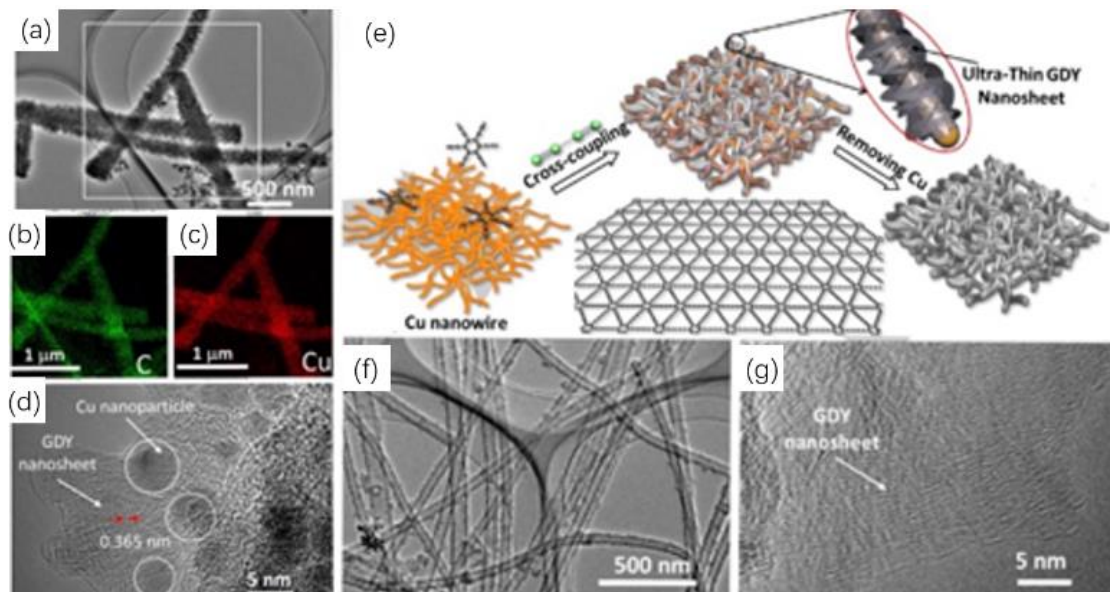 (a)
500 nm
(b)
1 μm
C
(c)
1 μm
Cu
(d)
Cu nanoparticle
GDY
nanosheet
0.365 nm
5 nm
(e)
Cu nanowire
Cross-coupling
Ultra-Thin GDY
Nanosheet
Removing Cu
(f)
500 nm
(g)
GDY
nanosheet
5 nm